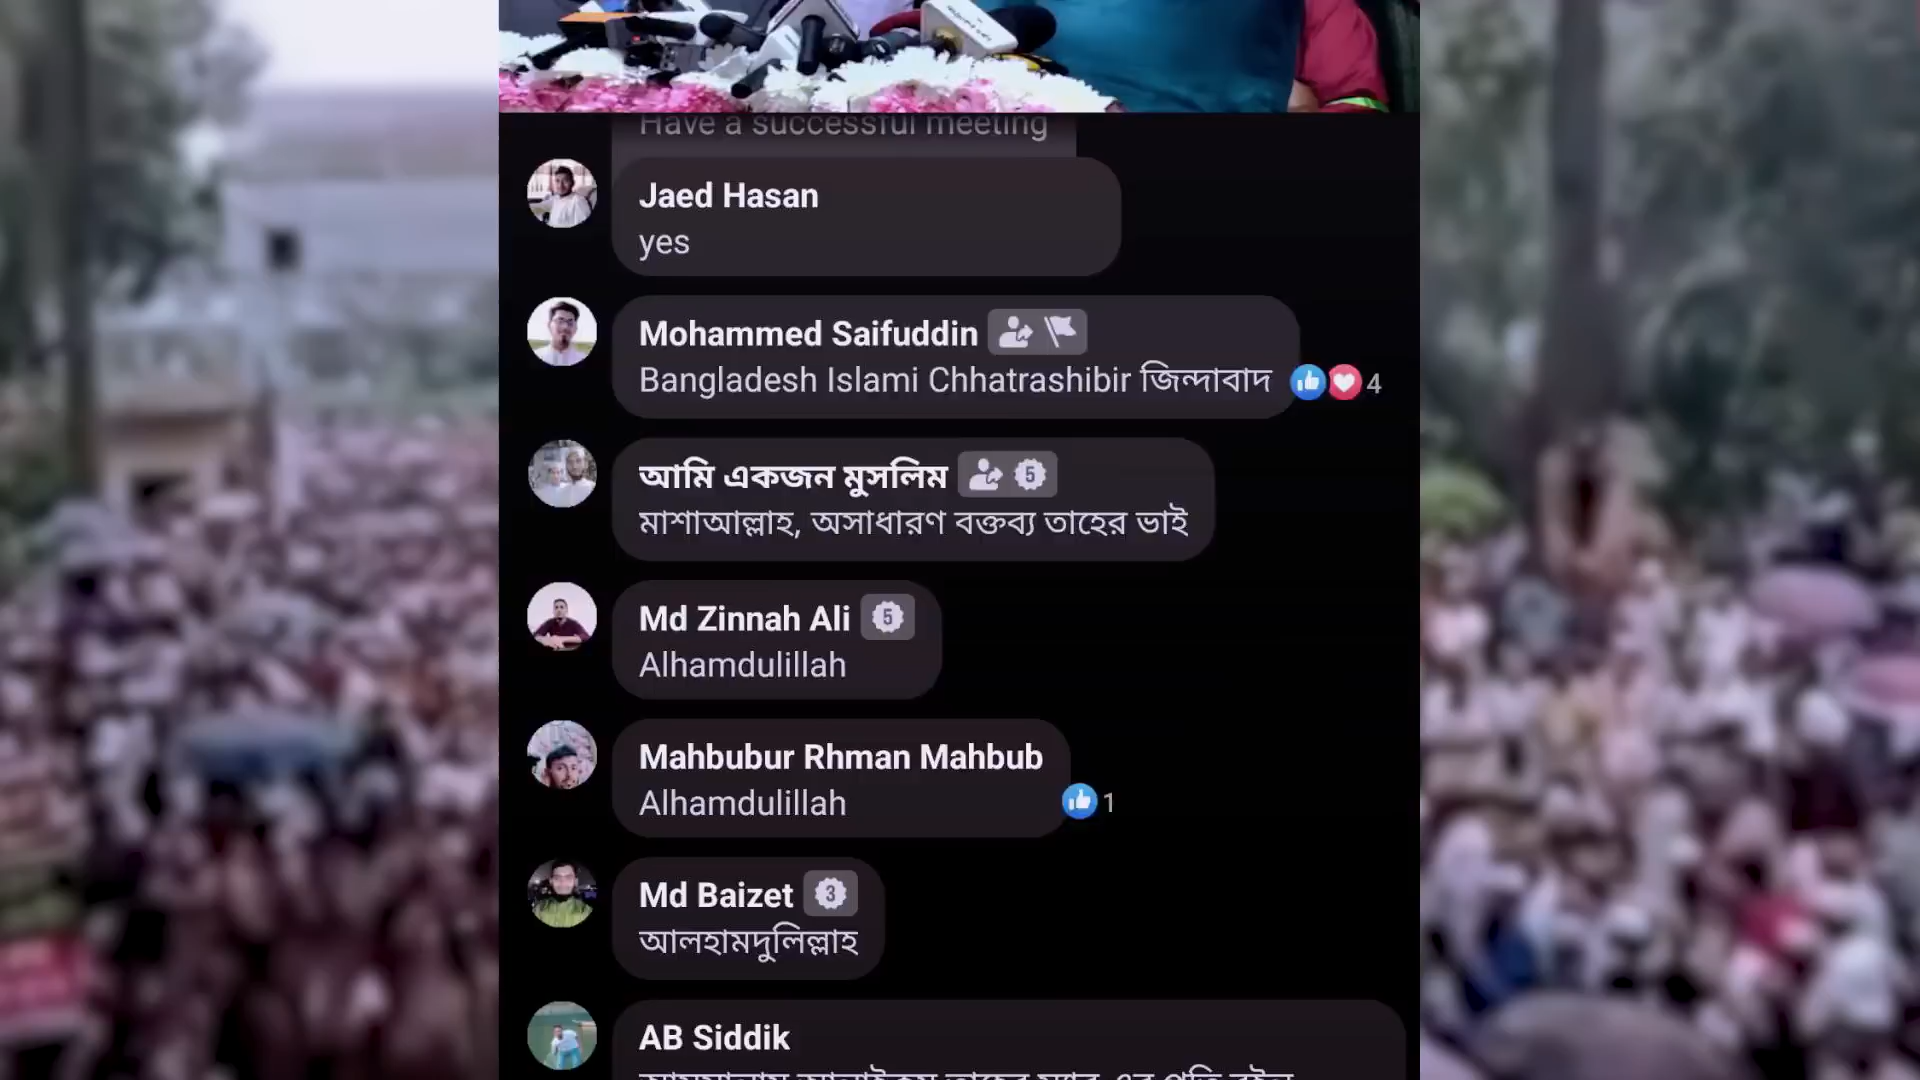 Have a successful meeting
Jaed Hasan
yes
Mohammed Saifuddin
Bangladesh Islami Chhatrashibir জিন্দাবাদ
4
আমি একজন মুসলিম
5
মাশাআল্লাহ, অসাধারণ বক্তব্য তাহের ভাই
Md Zinnah Ali
5
Alhamdulillah
Mahbubur Rhman Mahbub
Alhamdulillah
1
Md Baizet
3
আলহামদুলিল্লাহ
AB Siddik